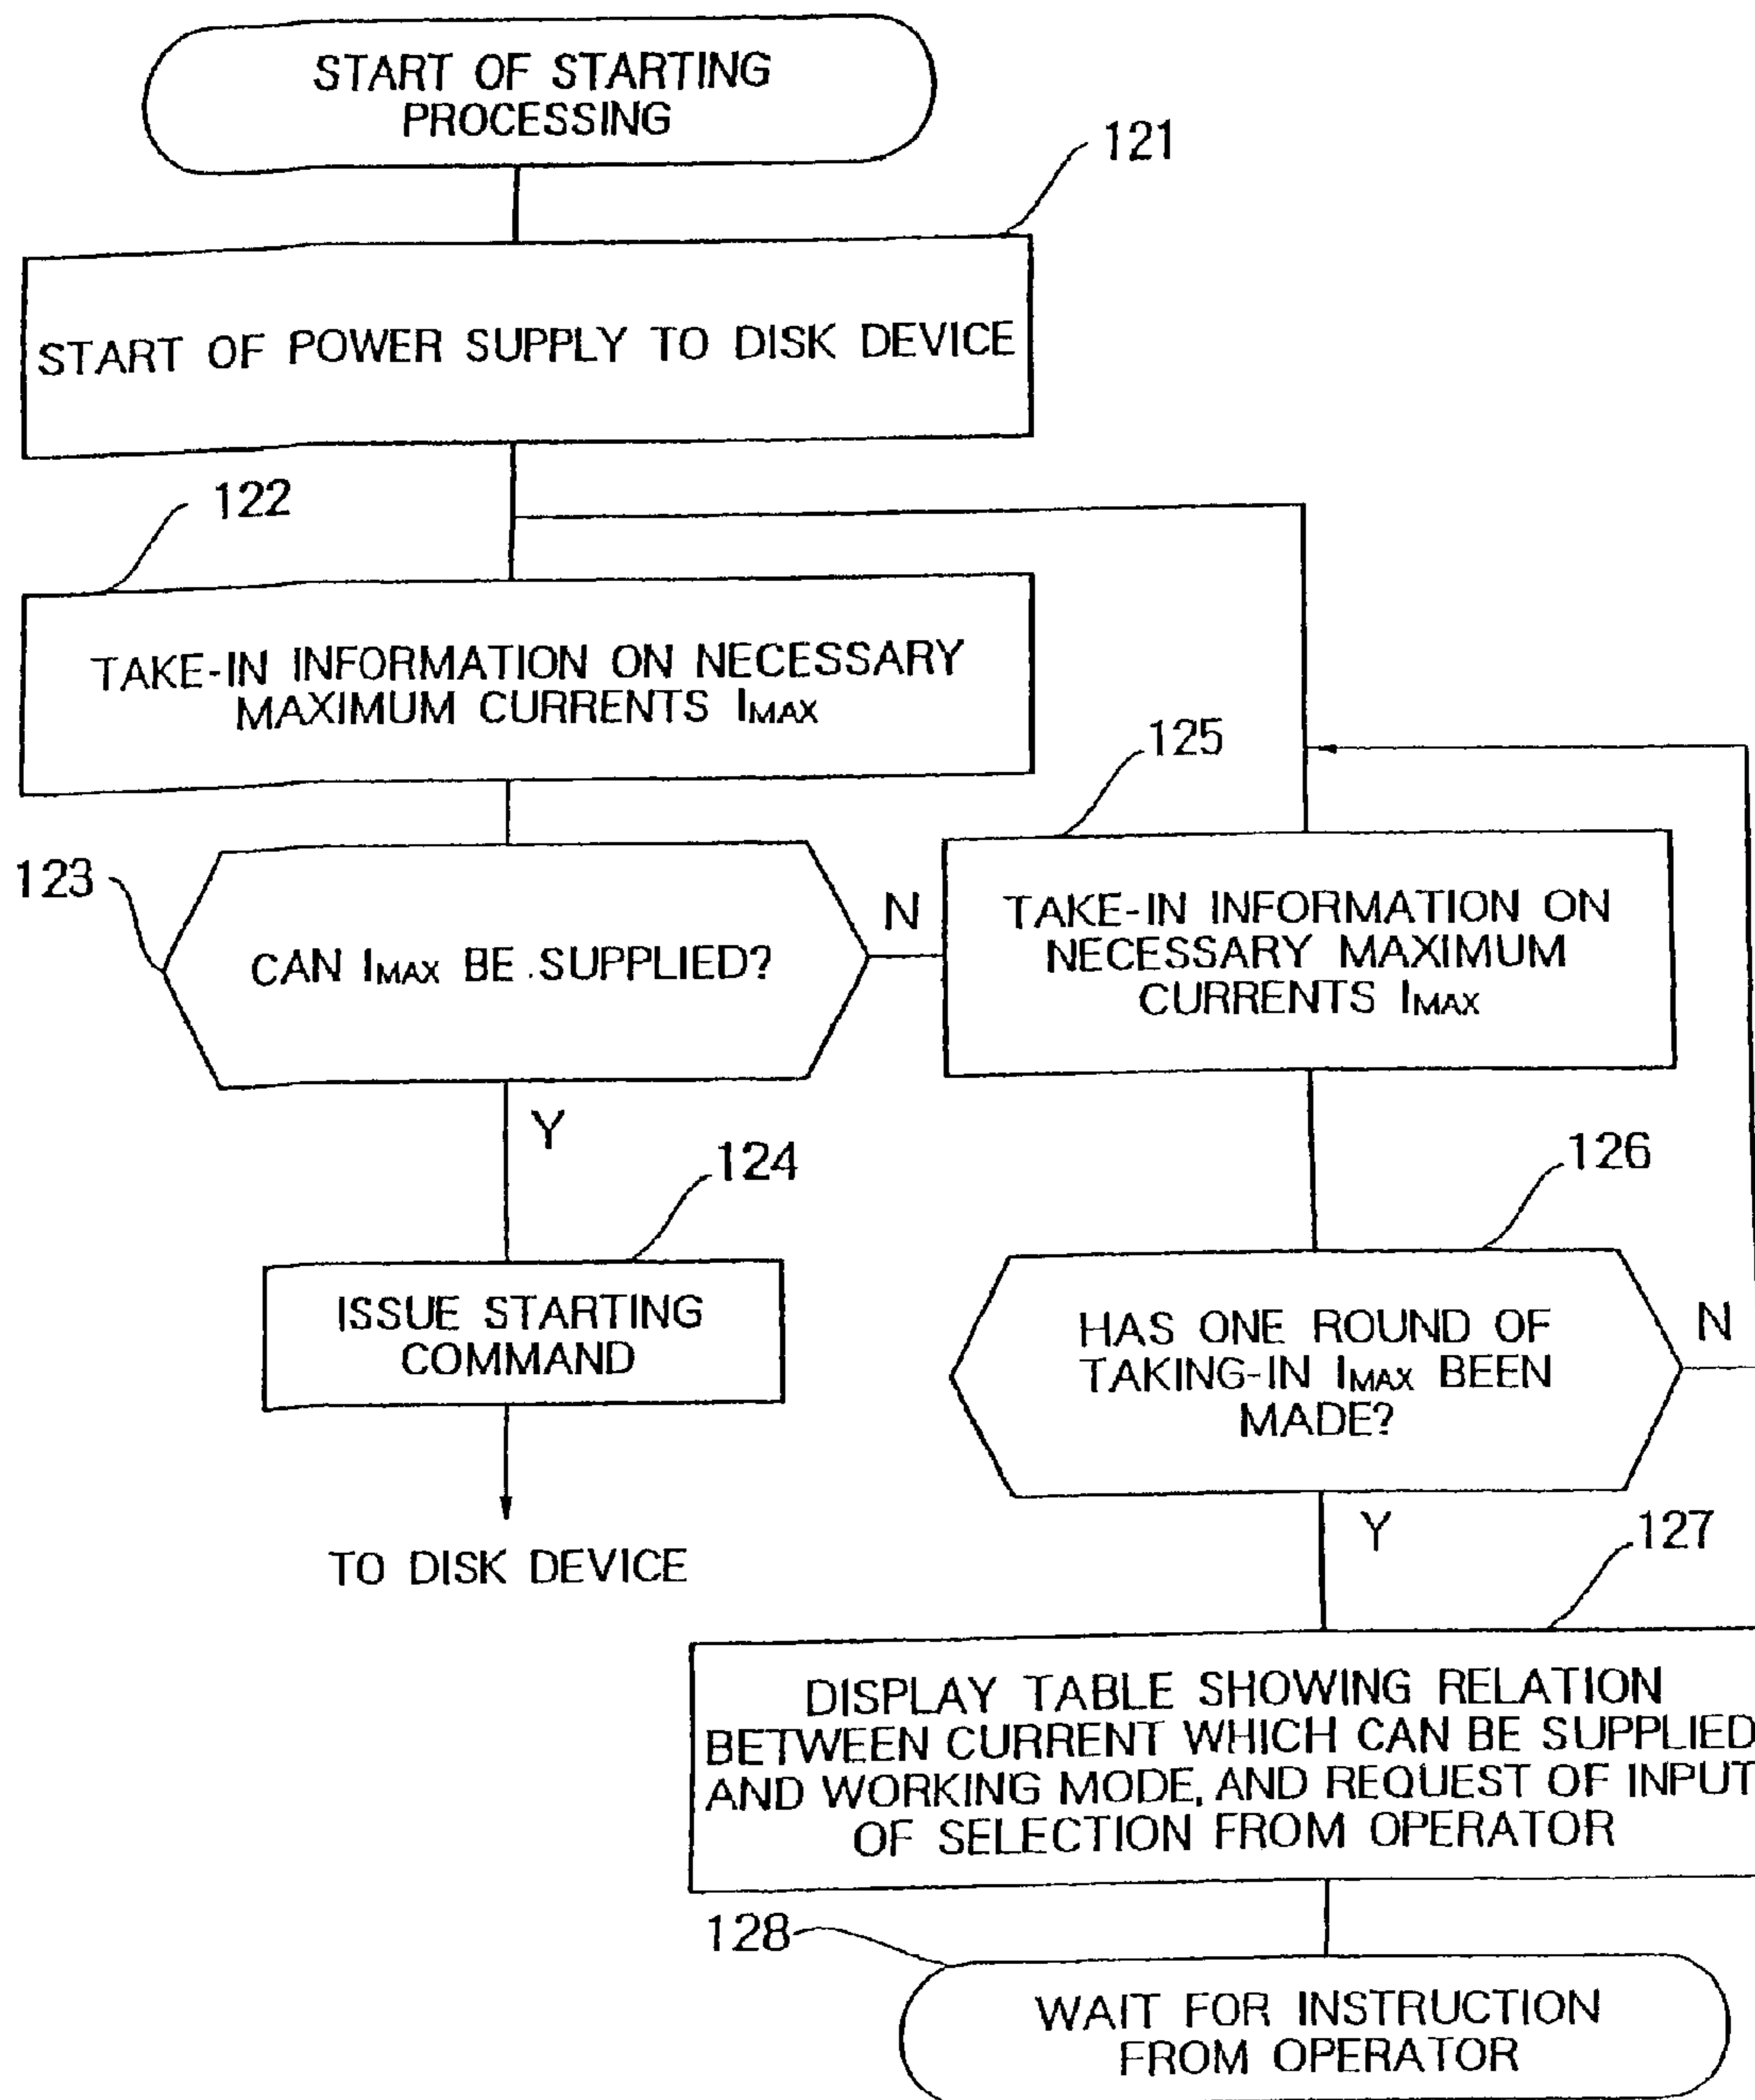 START OF STARTING
PROCESSING
121
START OF POWER SUPPLY TO DISK DEVICE
122
TAKE-IN INFORMATION ON NECESSARY
MAXIMUM CURRENTS IMAX
123
CAN IMAX BE SUPPLIED?
N
Y
124
ISSUE STARTING
COMMAND
TO DISK DEVICE
125
TAKE-IN INFORMATION ON
NECESSARY MAXIMUM
CURRENTS IMAX
126
HAS ONE ROUND OF
TAKING-IN IMAX BEEN
MADE?
N
Y
127
DISPLAY TABLE SHOWING RELATION
BETWEEN CURRENT WHICH CAN BE SUPPLIED
AND WORKING MODE, AND REQUEST OF INPUT
OF SELECTION FROM OPERATOR
128
WAIT FOR INSTRUCTION
FROM OPERATOR